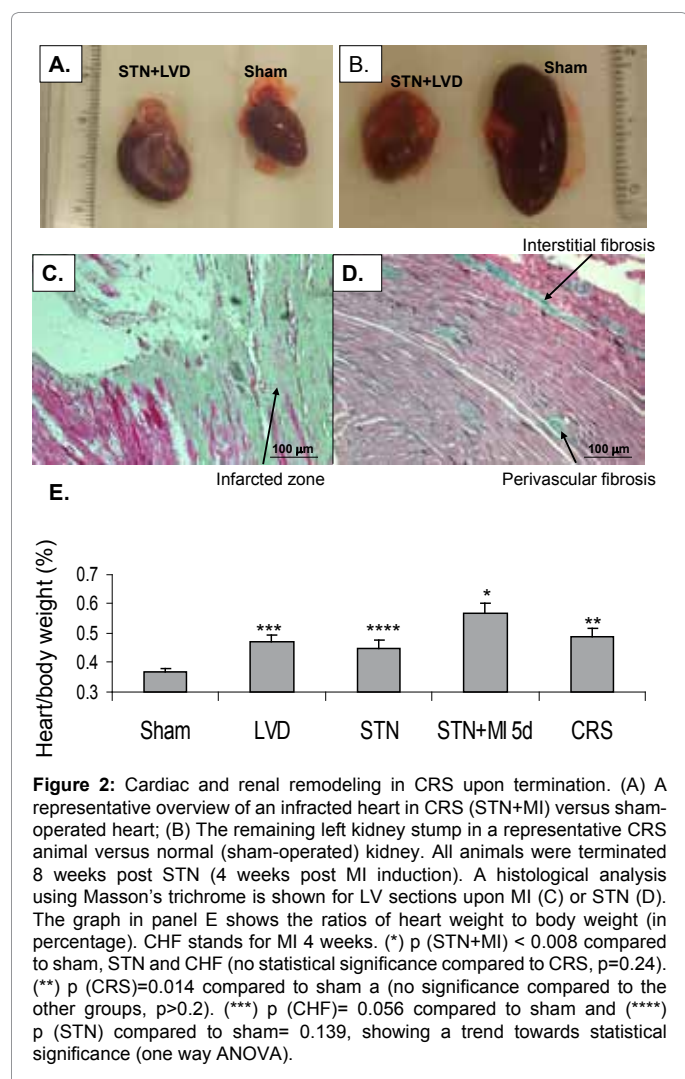 A.
STN+LVD
Sham
B.
STN+LVD
Sham
Interstitial fibrosis
C.
D.
100 µm
100 µm
Infarcted zone
Perivascular fibrosis
E.
Heart/body weight (%)
0.7
0.6
0.5
0.4
0.3
***
****
*
**
Sham
LVD
STN
STN+MI 5d
CRS
Figure 2: Cardiac and renal remodeling in CRS upon termination. (A) A
representative overview of an infracted heart in CRS (STN+MI) versus sham-
operated heart; (B) The remaining left kidney stump in a representative CRS
animal versus normal (sham-operated) kidney. All animals were terminated
8 weeks post STN (4 weeks post MI induction). A histological analysis
using Masson’s trichrome is shown for LV sections upon MI (C) or STN (D).
The graph in panel E shows the ratios of heart weight to body weight (in
percentage). CHF stands for MI 4 weeks. (*) p (STN+MI) < 0.008 compared
to sham, STN and CHF (no statistical significance compared to CRS, p=0.24).
(**) p (CRS)=0.014 compared to sham a (no significance compared to the
other groups, p>0.2). (***) p (CHF)= 0.056 compared to sham and (****)
p (STN) compared to sham= 0.139, showing a trend towards statistical
significance (one way ANOVA).